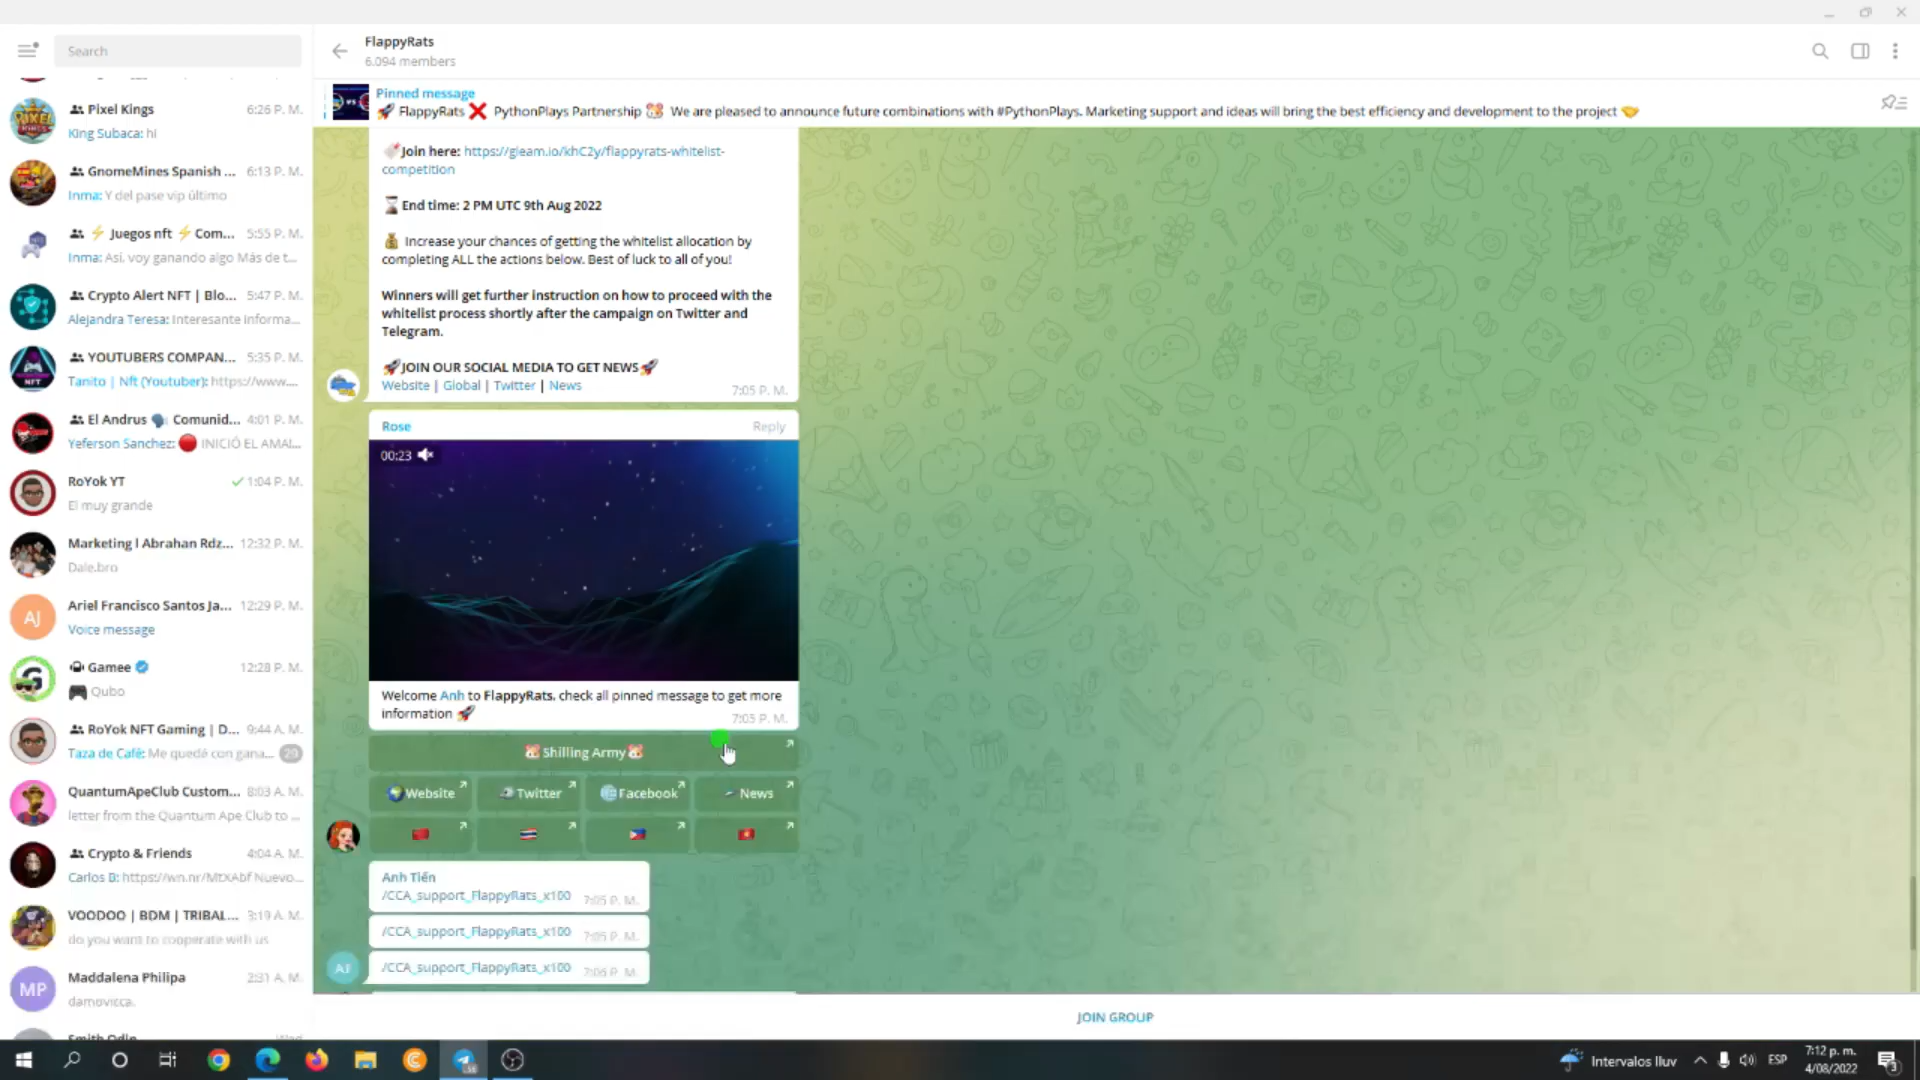 Search
FlappyRats
6.094 members
Pinned message
🚀 FlappyRats ❌ PythonPlays Partnership 🐹 We are pleased to announce future combinations with #PythonPlays. Marketing support and ideas will bring the best efficiency and development to the project 🤝
Pixel Kings 6:26 P. M.
King Subaca: hi
GnomeMines Spanish ... 6:13 P. M.
Inma: Y del pase vip último
⚡ Juegos nft ⚡ Com... 5:55 P. M.
Inma: Asi, voy ganando algo Más de t...
Crypto Alert NFT | Blo... 5:47 P. M.
Alejandra Teresa: Interesante informa...
YOUTUBERS COMPAN... 5:35 P. M.
Tanito | Nft (Youtuber): https://www....
El Andrus 🗣 Comunid... 4:01 P. M.
Yeferson Sanchez: 🔴 INICIÓ EL AMAI...
RoYok YT 1:04 P. M.
El muy grande
Marketing l Abrahan Rdz... 12:32 P. M.
Dale.bro
AJ
Ariel Francisco Santos Ja... 12:29 P. M.
Voice message
Gamee 12:28 P. M.
🎮 Qubo
RoYok NFT Gaming | D... 9:44 A. M.
Taza de Café: Me quedé con gana... 20
QuantumApeClub Custom... 8:03 A. M.
letter from the Quantum Ape Club to ...
Crypto & Friends 4:04 A. M.
Carlos B: https://wn.nr/MtXAbf Nuevo...
VOODOO | BDM | TRIBAL... 3:19 A. M.
do you want to cooperate with us
MP
Maddalena Philipa 2:31 A. M.
damovicca.
Smith Odin Wed
Join here: https://gleam.io/khC2y/flappyrats-whitelist-
competition
⌛End time: 2 PM UTC 9th Aug 2022
💰 Increase your chances of getting the whitelist allocation by
completing ALL the actions below. Best of luck to all of you!
Winners will get further instruction on how to proceed with the
whitelist process shortly after the campaign on Twitter and
Telegram.
🚀JOIN OUR SOCIAL MEDIA TO GET NEWS🚀
Website | Global | Twitter | News 7:05 P. M.
Rose Reply
00:23
Welcome Anh to FlappyRats. check all pinned message to get more
information 🚀 7:05 P. M.
🐹Shilling Army🐹
Website Twitter Facebook News
Anh Tiến
/CCA_support_FlappyRats_x100 7:05 P. M.
/CCA_support_FlappyRats_x100 7:05 P. M.
AJ
/CCA_support_FlappyRats_x100 7:06 P. M.
JOIN GROUP
Intervalos lluv ESP 7:12 p. m.
4/08/2022
3